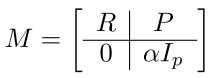 M = [ R | P
0 | αI_p ]